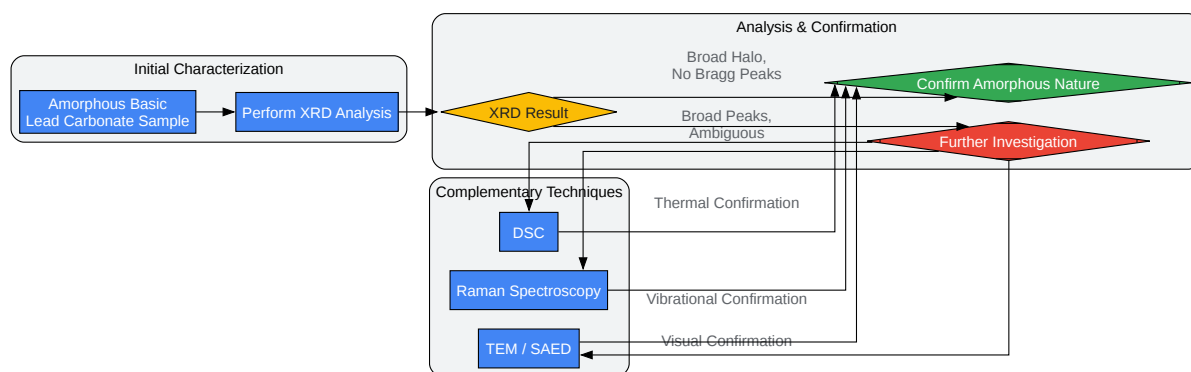 Initial Characterization
Amorphous Basic
Lead Carbonate Sample
Perform XRD Analysis
Analysis & Confirmation
XRD Result
Broad Halo,
No Bragg Peaks
Confirm Amorphous Nature
Broad Peaks,
Ambiguous
Further Investigation
Complementary Techniques
DSC
Thermal Confirmation
Raman Spectroscopy
Vibrational Confirmation
TEM / SAED
Visual Confirmation